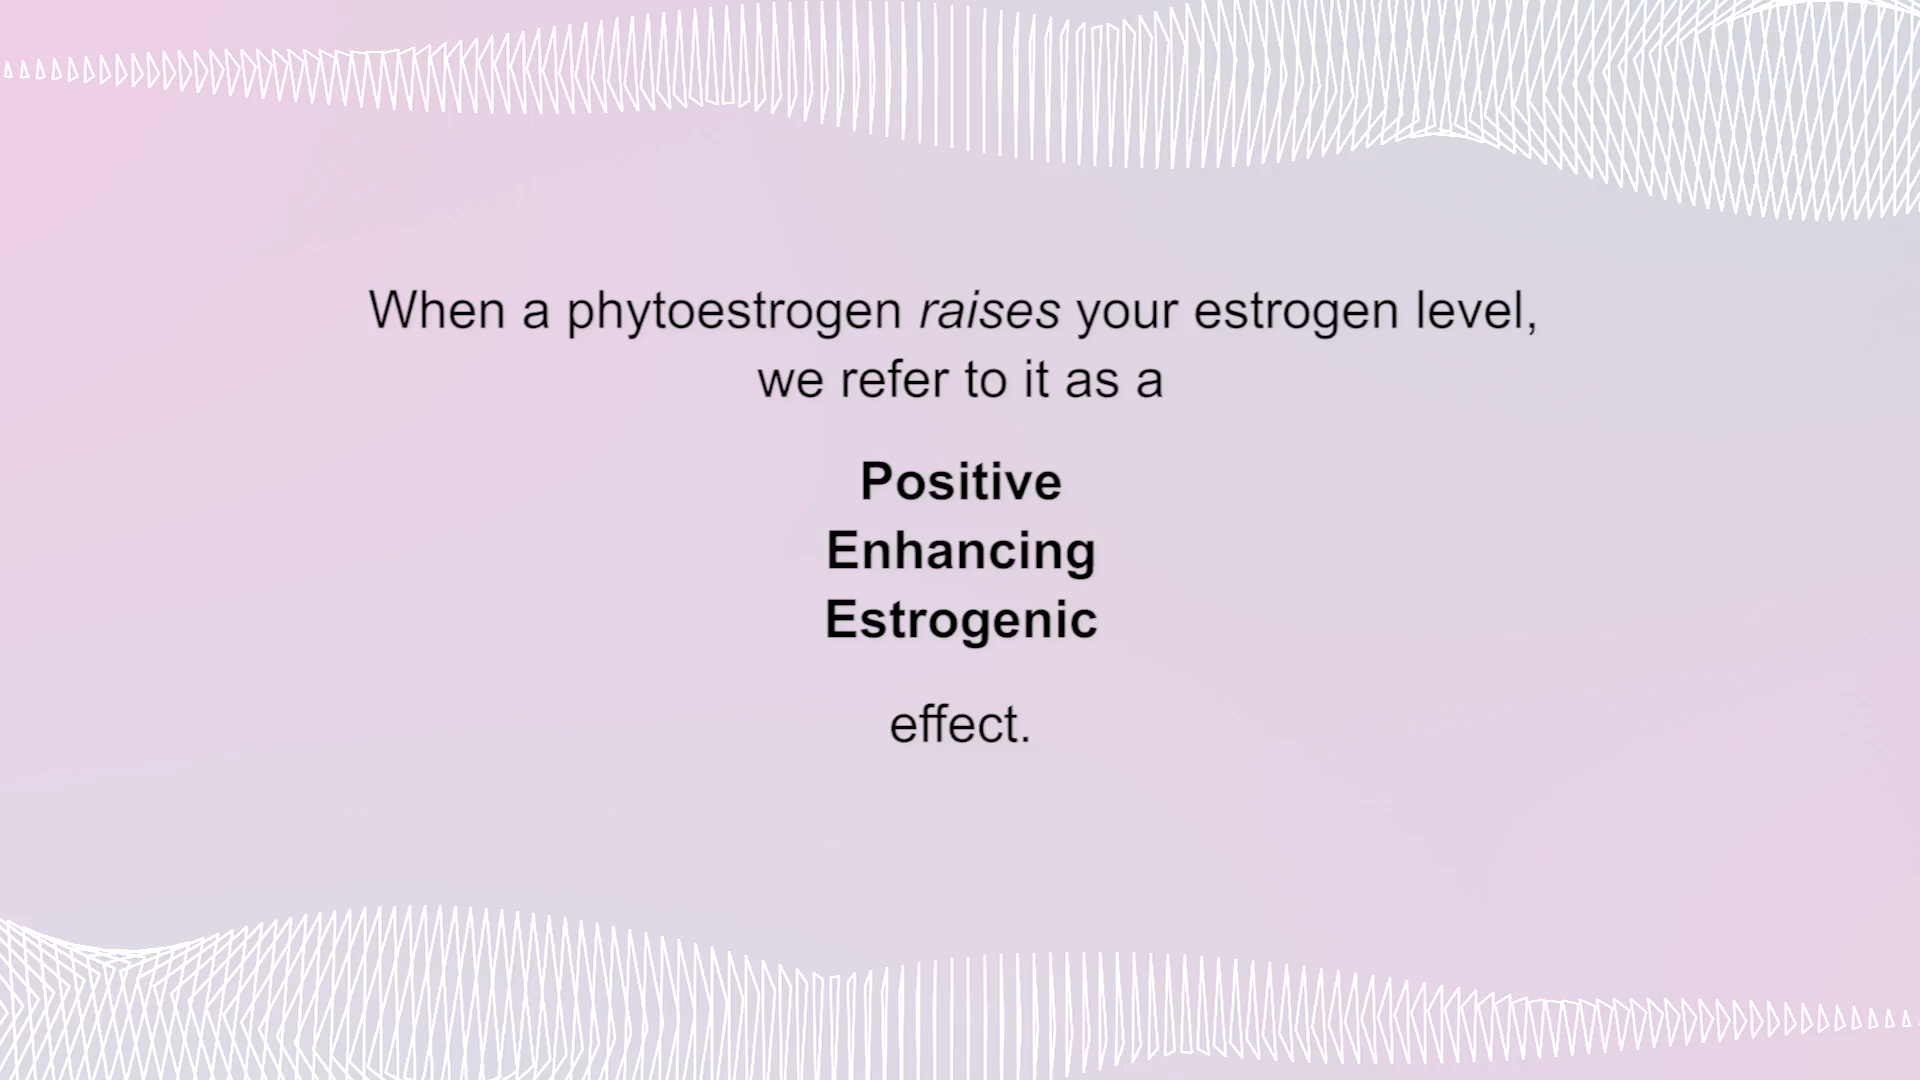 When a phytoestrogen raises your estrogen level,
we refer to it as a
Positive
Enhancing
Estrogenic
effect.